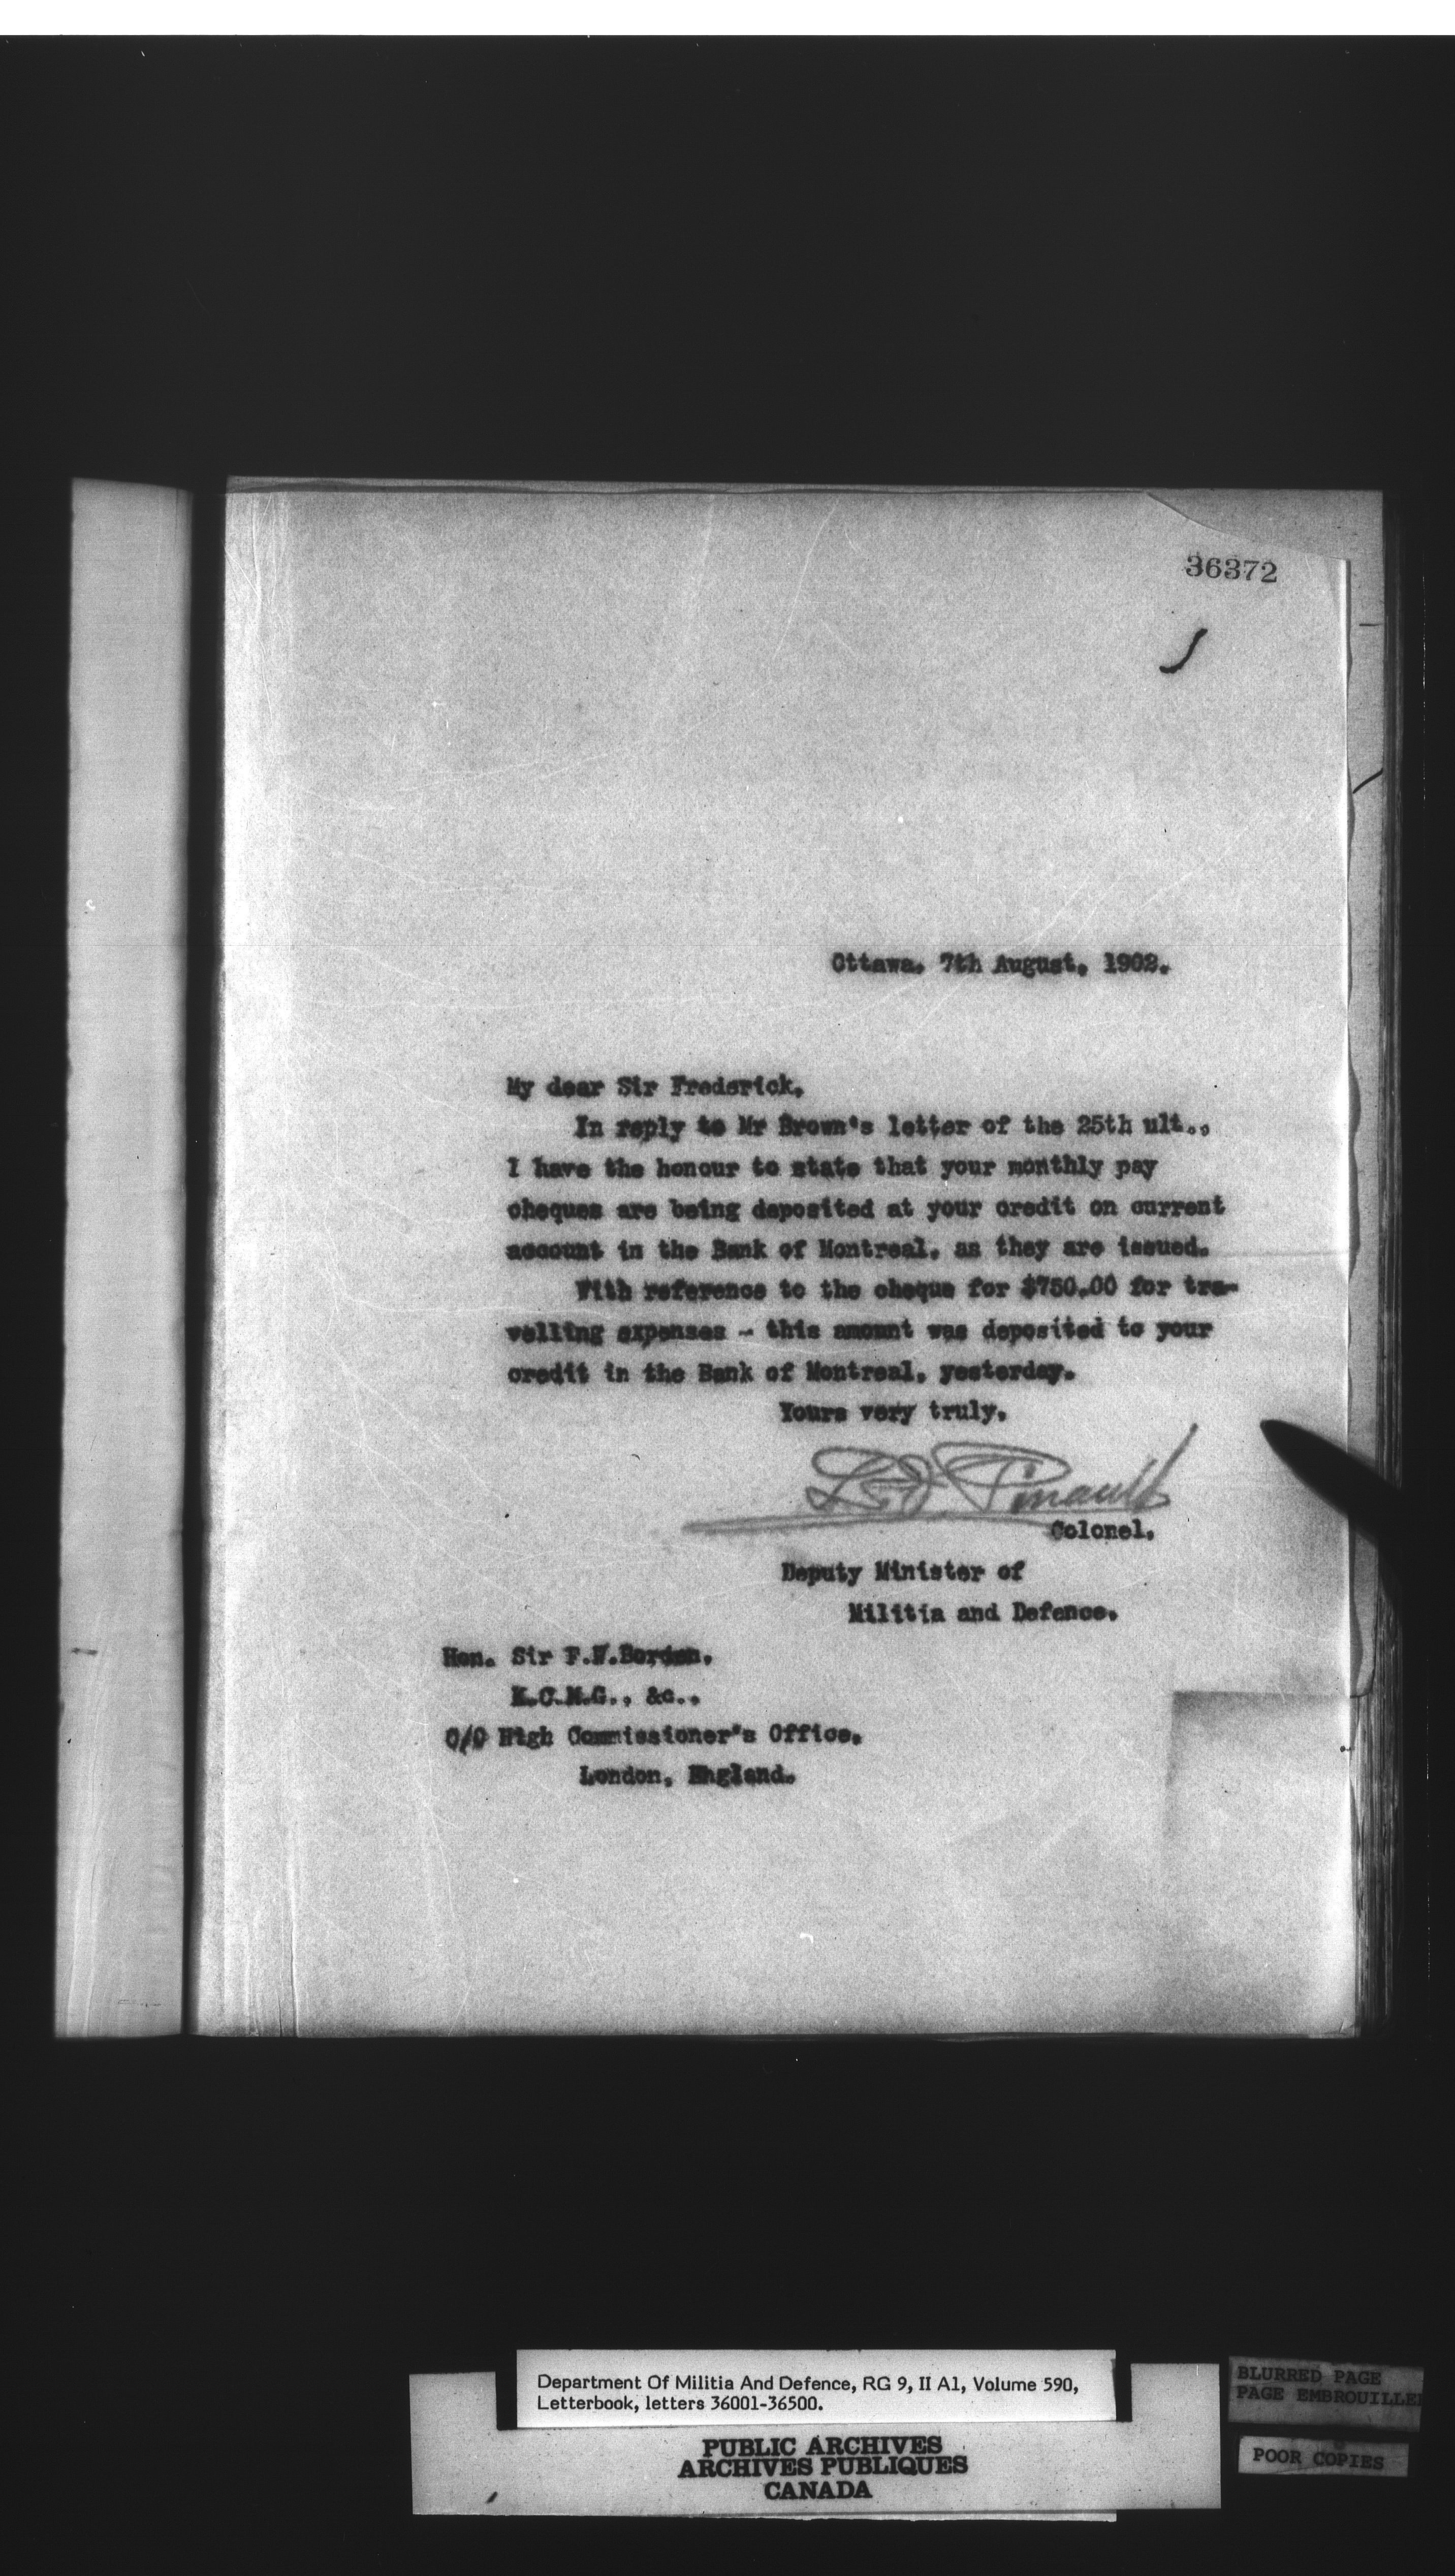 36372
Ottawa, 7th August, 1902.
My dear Sir Frederick,
In reply to Mr Brown's letter of the 25th ult.,
I have the honour to state that your monthly pay
cheques are being deposited at your credit on current
account in the Bank of Montreal, as they are issued.
With reference to the cheque for $750.00 for tra-
velling expenses - this amount was deposited to your
credit in the Bank of Montreal, yesterday.
Yours very truly,
Pinault
Colonel,
Deputy Minister of
Militia and Defence.
Hon. Sir F.W.Borden,
K.C.M.G., &c.,
C/O High Commissioner's Office,
London, England.
Department Of Militia And Defence, RG 9, II A1, Volume 590,
Letterbook, letters 36001-36500.
PUBLIC ARCHIVES
ARCHIVES PUBLIQUES
CANADA
BLURRED PAGE
PAGE EMBROUILLEE
POOR COPIES